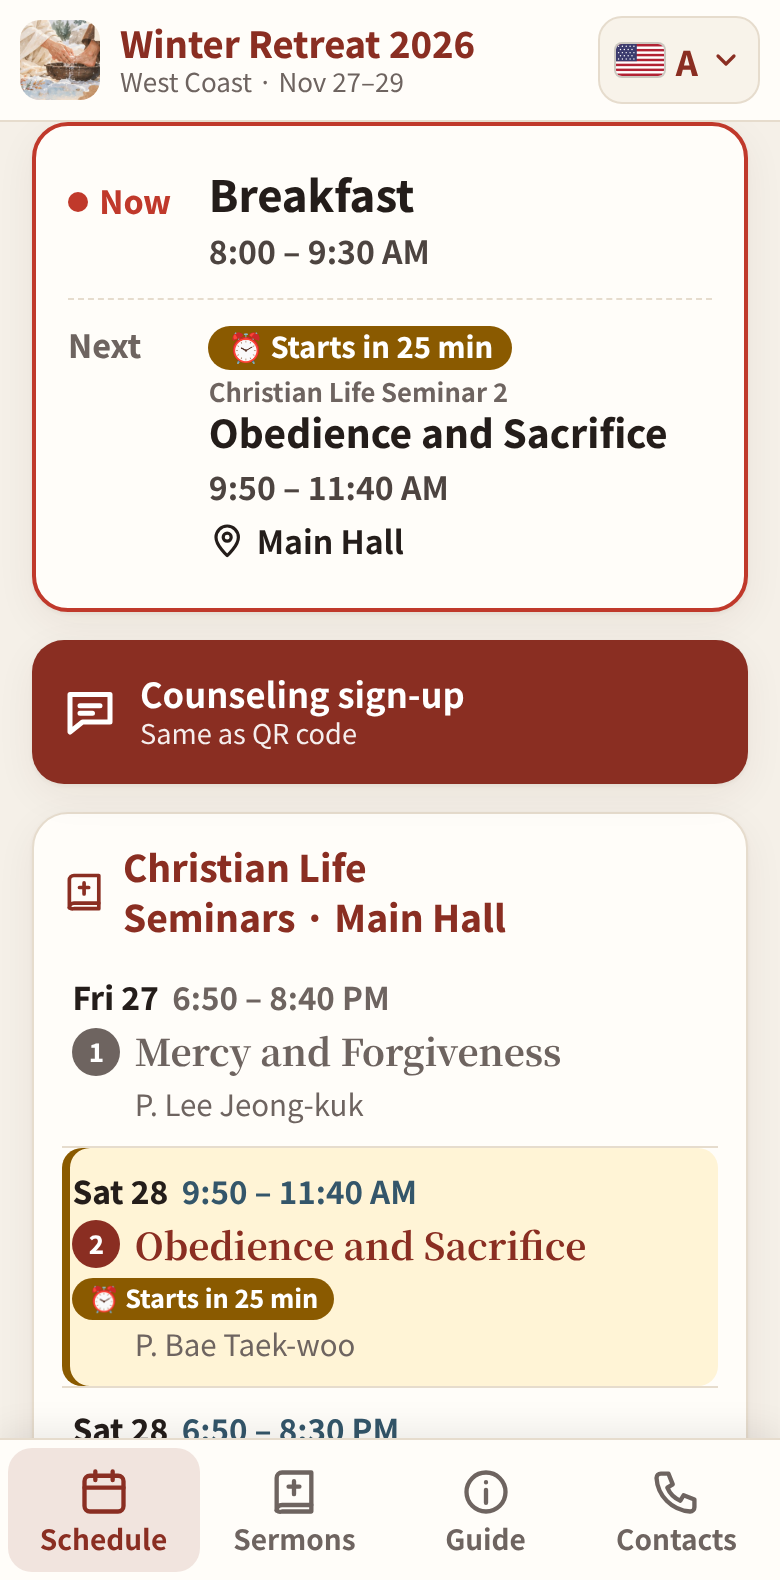 Winter Retreat 2026
West Coast · Nov 27–29
A
Now
Breakfast
8:00 – 9:30 AM
Next
⏰ Starts in 25 min
Christian Life Seminar 2
Obedience and Sacrifice
9:50 – 11:40 AM
Main Hall
Counseling sign-up
Same as QR code
Christian Life
Seminars · Main Hall
Fri 27 6:50 – 8:40 PM
1 Mercy and Forgiveness
P. Lee Jeong-kuk
Sat 28 9:50 – 11:40 AM
2 Obedience and Sacrifice
⏰ Starts in 25 min
P. Bae Taek-woo
Sat 28 6:50 – 8:30 PM
Schedule
Sermons
Guide
Contacts